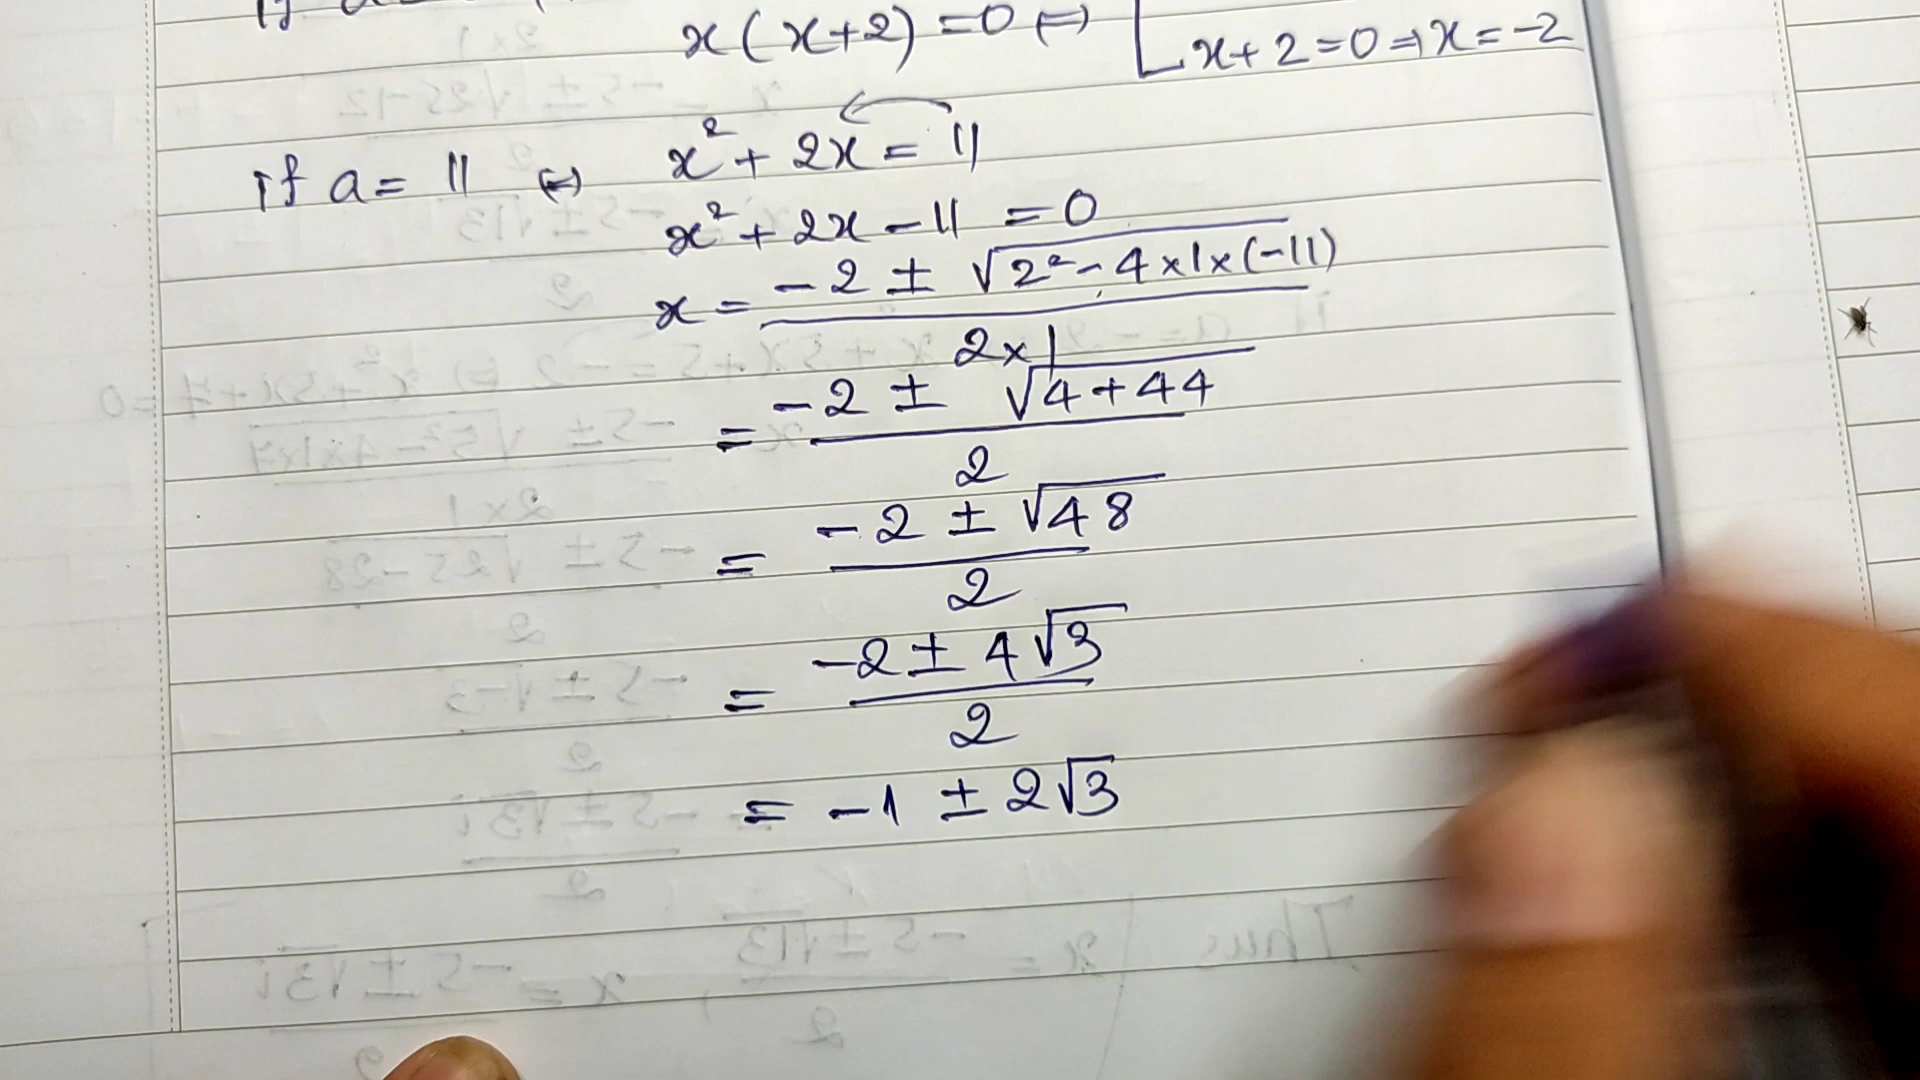 If a
x(x+2)=0 ⇔ [ x+2=0⇒x=-2
If a= 11 ⇔ x²+2x=11
x²+2x-11=0
x= (-2 ± √(2²-4×1×(-11)))/(2×1)
= (-2 ± √(4+44))/2
= (-2 ± √48)/2
= (-2±4√3)/2
= -1 ± 2√3